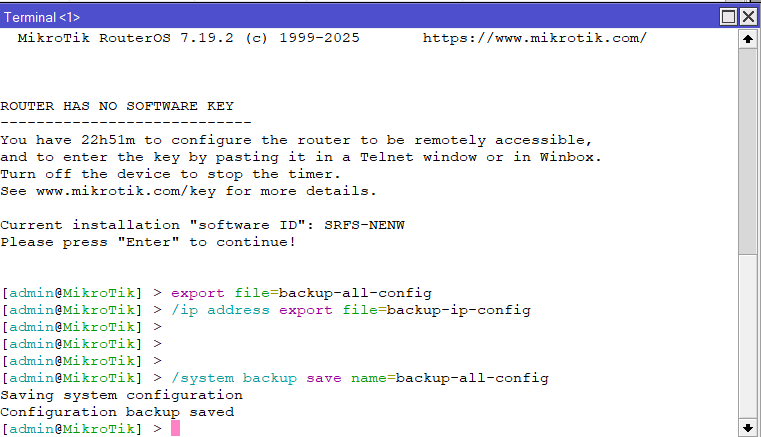 Terminal <1>
MikroTik RouterOS 7.19.2 (c) 1999-2025 https://www.mikrotik.com/
ROUTER HAS NO SOFTWARE KEY
----------------------------
You have 22h51m to configure the router to be remotely accessible,
and to enter the key by pasting it in a Telnet window or in Winbox.
Turn off the device to stop the timer.
See www.mikrotik.com/key for more details.
Current installation "software ID": SRFS-NENW
Please press "Enter" to continue!
[admin@MikroTik] > export file=backup-all-config
[admin@MikroTik] > /ip address export file=backup-ip-config
[admin@MikroTik] >
[admin@MikroTik] >
[admin@MikroTik] >
[admin@MikroTik] > /system backup save name=backup-all-config
Saving system configuration
Configuration backup saved
[admin@MikroTik] >